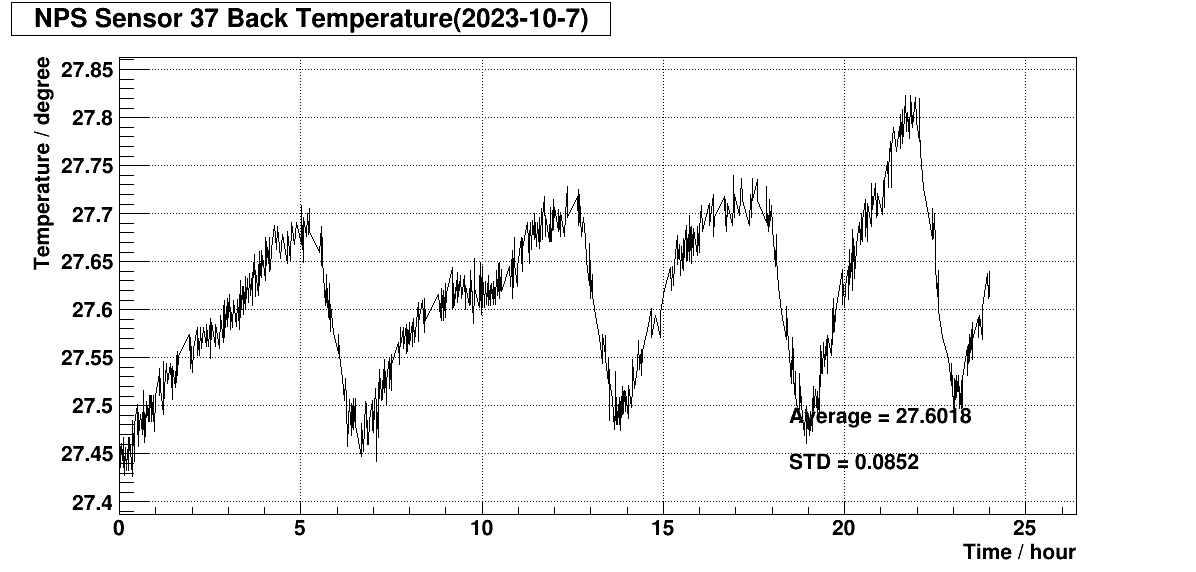 NPS Sensor 37 Back Temperature(2023-10-7)
Temperature / degree
27.85
27.8
27.75
27.7
27.65
27.6
27.55
27.5
27.45
27.4
Average = 27.6018
STD = 0.0852
0 5 10 15 20 25
Time / hour